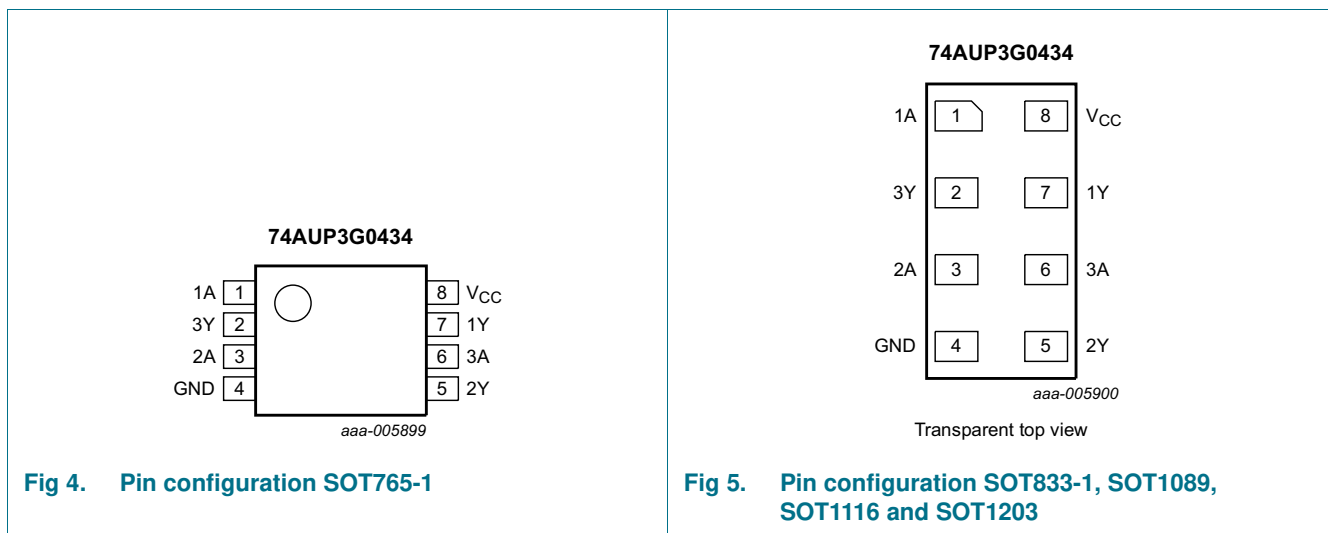 74AUP3G0434
1A 1 8 VCC
3Y 2 7 1Y
2A 3 6 3A
GND 4 5 2Y
aaa-005899
Fig 4. Pin configuration SOT765-1
74AUP3G0434
1A 1 8 VCC
3Y 2 7 1Y
2A 3 6 3A
GND 4 5 2Y
aaa-005900
Transparent top view
Fig 5. Pin configuration SOT833-1, SOT1089,
SOT1116 and SOT1203